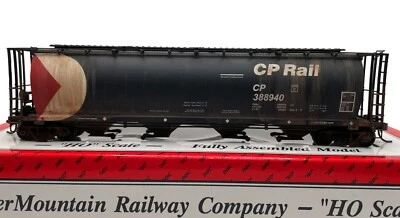 CP Rail
CP
388940
"HO" Scale – Fully Assembled Model
erMountain Railway Company – "HO Sca